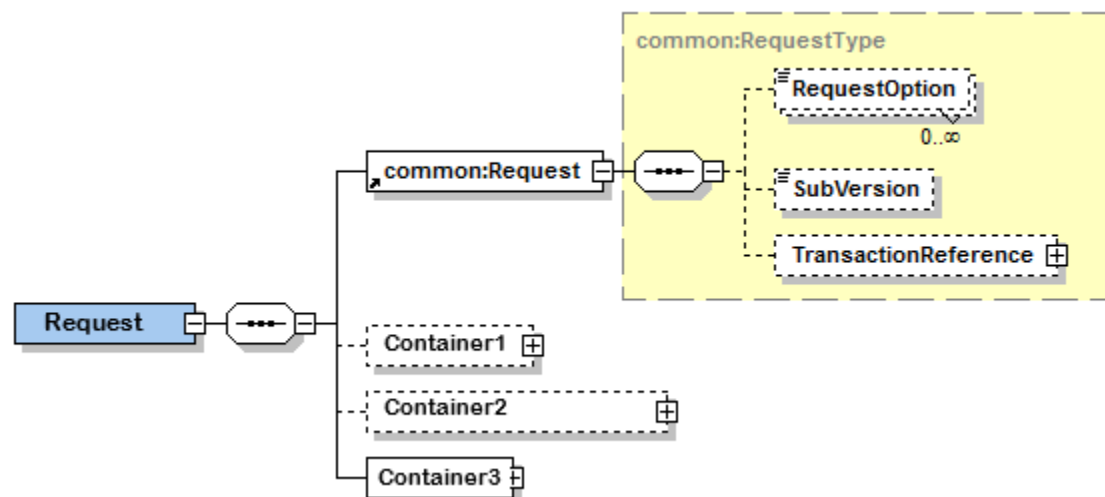 common:RequestType
RequestOption
0..∞
common:Request
SubVersion
TransactionReference
Request
Container1
Container2
Container3